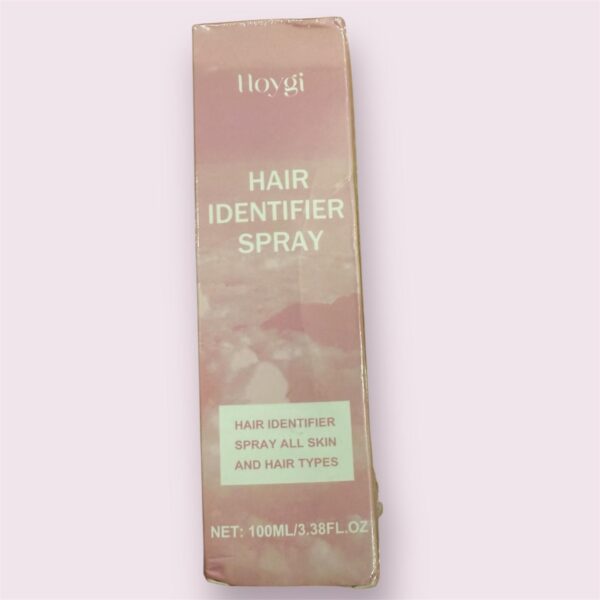 Hoygi
HAIR
IDENTIFIER
SPRAY
HAIR IDENTIFIER
SPRAY ALL SKIN
AND HAIR TYPES
NET: 100ML/3.38FL.OZ